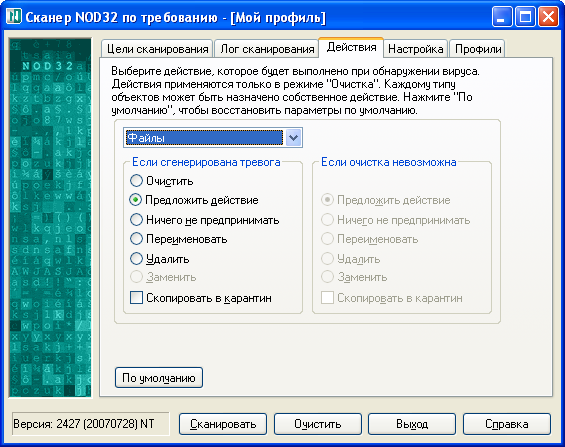 Сканер NOD32 по требованию - [Мой профиль]
Цели сканирования
Лог сканирования
Действия
Настройка
Профили
NOD32
Выберите действие, которое будет выполнено при обнаружении вируса.
Действия применяются только в режиме "Очистка". Каждому типу
объектов может быть назначено собственное действие. Нажмите "По
умолчанию", чтобы восстановить параметры по умолчанию.
Файлы
Если сгенерирована тревога
Очистить
Предложить действие
Ничего не предпринимать
Переименовать
Удалить
Заменить
Скопировать в карантин
Если очистка невозможна
Предложить действие
Ничего не предпринимать
Переименовать
Удалить
Заменить
Скопировать в карантин
По умолчанию
Версия: 2427 (20070728) NT
Сканировать
Очистить
Выход
Справка